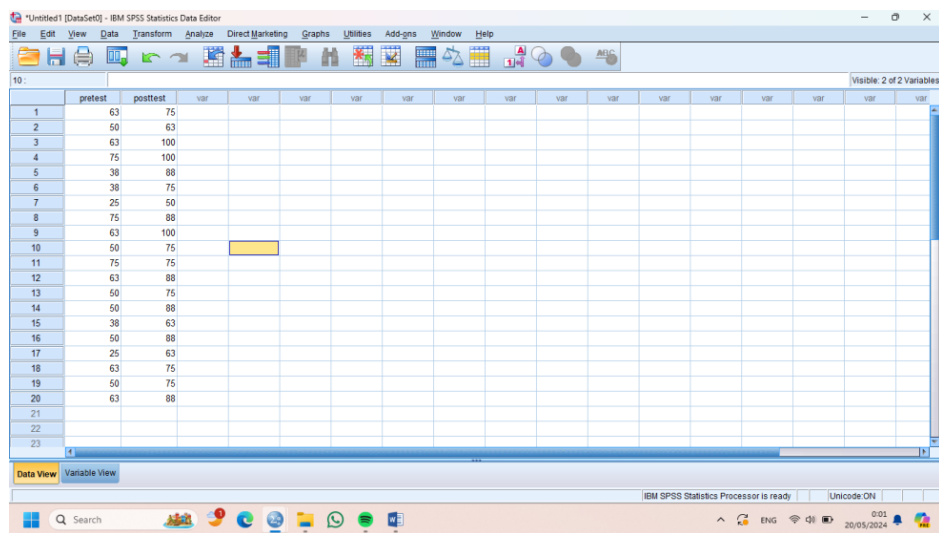 *Untitled1 [DataSet0] - IBM SPSS Statistics Data Editor
File Edit View Data Transform Analyze Direct Marketing Graphs Utilities Add-ons Window Help
10 : Visible: 2 of 2 Variables
pretest posttest var var var var var var var var var var var var var var var
1 63 75
2 50 63
3 63 100
4 75 100
5 38 88
6 38 75
7 25 50
8 75 88
9 63 100
10 50 75
11 75 75
12 63 88
13 50 75
14 50 88
15 38 63
16 50 88
17 25 63
18 63 75
19 50 75
20 63 88
21
22
23
Data View Variable View
IBM SPSS Statistics Processor is ready Unicode:ON
Search ENG 0:01
20/05/2024